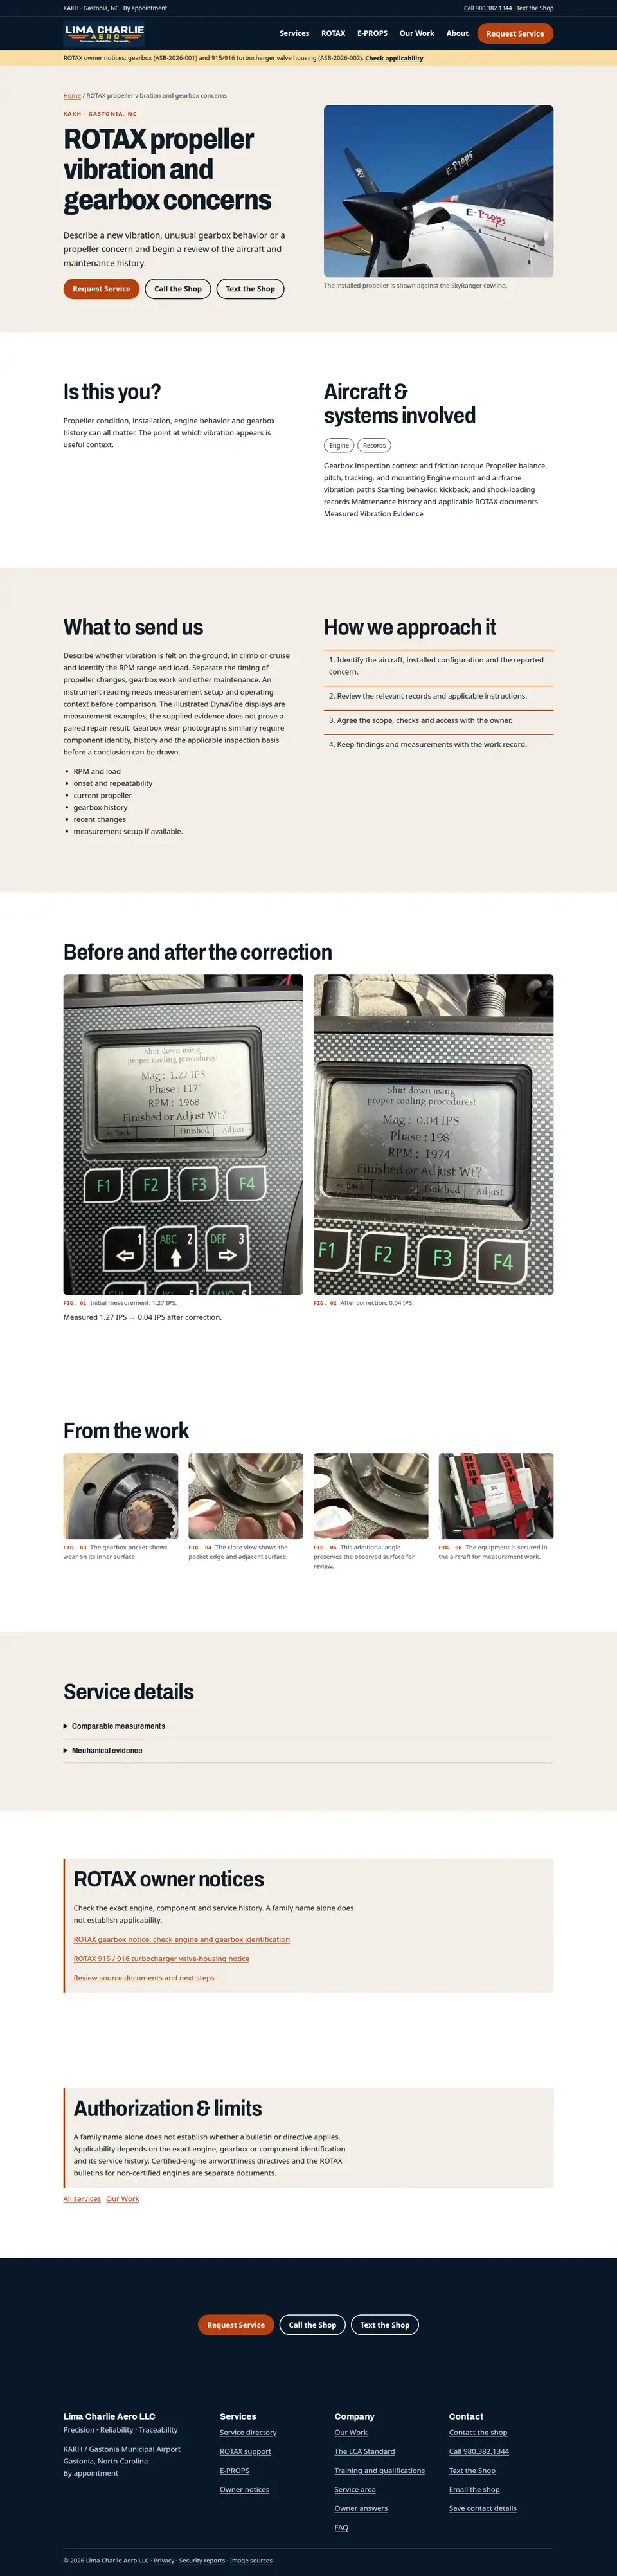 KAKH · Gastonia, NC · By appointment
Call 980.382.1344 · Text the Shop
LIMA CHARLIE
AERO
Precision · Reliability · Traceability
Services
ROTAX
E-PROPS
Our Work
About
Request Service
ROTAX owner notices: gearbox (ASB-2026-001) and 915/916 turbocharger valve housing (ASB-2026-002). Check applicability
Home / ROTAX propeller vibration and gearbox concerns
KAKH · GASTONIA, NC
ROTAX propeller
vibration and
gearbox concerns
Describe a new vibration, unusual gearbox behavior or a
propeller concern and begin a review of the aircraft and
maintenance history.
Request Service
Call the Shop
Text the Shop
E-Props
E-Props
The installed propeller is shown against the SkyRanger cowling.
Is this you?
Propeller condition, installation, engine behavior and gearbox
history can all matter. The point at which vibration appears is
useful context.
Aircraft &
systems involved
Engine
Records
Gearbox inspection context and friction torque Propeller balance,
pitch, tracking, and mounting Engine mount and airframe
vibration paths Starting behavior, kickback, and shock-loading
records Maintenance history and applicable ROTAX documents
Measured Vibration Evidence
What to send us
Describe whether vibration is felt on the ground, in climb or cruise
and identify the RPM range and load. Separate the timing of
propeller changes, gearbox work and other maintenance. An
instrument reading needs measurement setup and operating
context before comparison. The illustrated DynaVibe displays are
measurement examples; the supplied evidence does not prove a
paired repair result. Gearbox wear photographs similarly require
component identity, history and the applicable inspection basis
before a conclusion can be drawn.
• RPM and load
• onset and repeatability
• current propeller
• gearbox history
• recent changes
• measurement setup if available.
How we approach it
1. Identify the aircraft, installed configuration and the reported
concern.
2. Review the relevant records and applicable instructions.
3. Agree the scope, checks and access with the owner.
4. Keep findings and measurements with the work record.
Before and after the correction
Shut down using
proper cooling procedures!
Mag: 1.27 IPS
Phase: 117°
RPM: 1968
Finished or Adjust Wt?
Back
Finished
Adjust
F1
F2
F3
F4
1
ABC 2
DEF 3
Shut down using
proper cooling procedures!
Mag: 0.04 IPS
Phase: 198°
RPM: 1974
Finished or Adjust Wt?
Back
Finished
Adjust
F1
F2
F3
F4
FIG. 01 Initial measurement: 1.27 IPS.
FIG. 02 After correction: 0.04 IPS.
Measured 1.27 IPS → 0.04 IPS after correction.
From the work
FIG. 03 The gearbox pocket shows
wear on its inner surface.
FIG. 04 The close view shows the
pocket edge and adjacent surface.
FIG. 05 This additional angle
preserves the observed surface for
review.
FIG. 06 The equipment is secured in
the aircraft for measurement work.
Service details
Comparable measurements
Mechanical evidence
ROTAX owner notices
Check the exact engine, component and service history. A family name alone does
not establish applicability.
ROTAX gearbox notice: check engine and gearbox identification
ROTAX 915 / 916 turbocharger valve-housing notice
Review source documents and next steps
Authorization & limits
A family name alone does not establish whether a bulletin or directive applies.
Applicability depends on the exact engine, gearbox or component identification
and its service history. Certified-engine airworthiness directives and the ROTAX
bulletins for non-certified engines are separate documents.
All services Our Work
Request Service
Call the Shop
Text the Shop
Lima Charlie Aero LLC
Precision · Reliability · Traceability
KAKH / Gastonia Municipal Airport
Gastonia, North Carolina
By appointment
Services
Service directory
ROTAX support
E-PROPS
Owner notices
Company
Our Work
The LCA Standard
Training and qualifications
Service area
Owner answers
FAQ
Contact
Contact the shop
Call 980.382.1344
Text the Shop
Email the shop
Save contact details
© 2026 Lima Charlie Aero LLC · Privacy · Security reports · Image sources